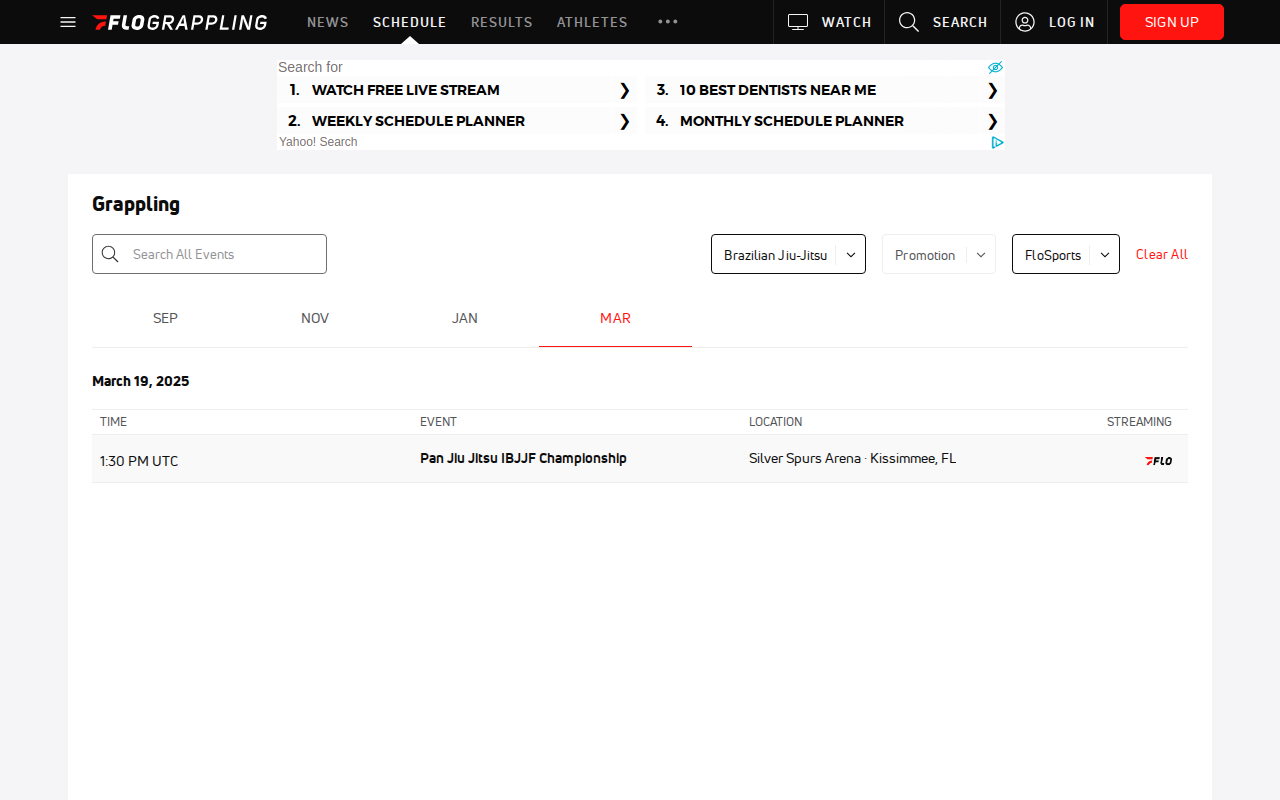 FLOGRAPPLING NEWS SCHEDULE RESULTS ATHLETES ••• WATCH SEARCH LOG IN SIGN UP
Search for
1. WATCH FREE LIVE STREAM ❯ 3. 10 BEST DENTISTS NEAR ME ❯
2. WEEKLY SCHEDULE PLANNER ❯ 4. MONTHLY SCHEDULE PLANNER ❯
Yahoo! Search
Grappling
Search All Events Brazilian Jiu-Jitsu Promotion FloSports Clear All
SEP NOV JAN MAR
March 19, 2025
TIME EVENT LOCATION STREAMING
1:30 PM UTC Pan Jiu Jitsu IBJJF Championship Silver Spurs Arena · Kissimmee, FL FLO